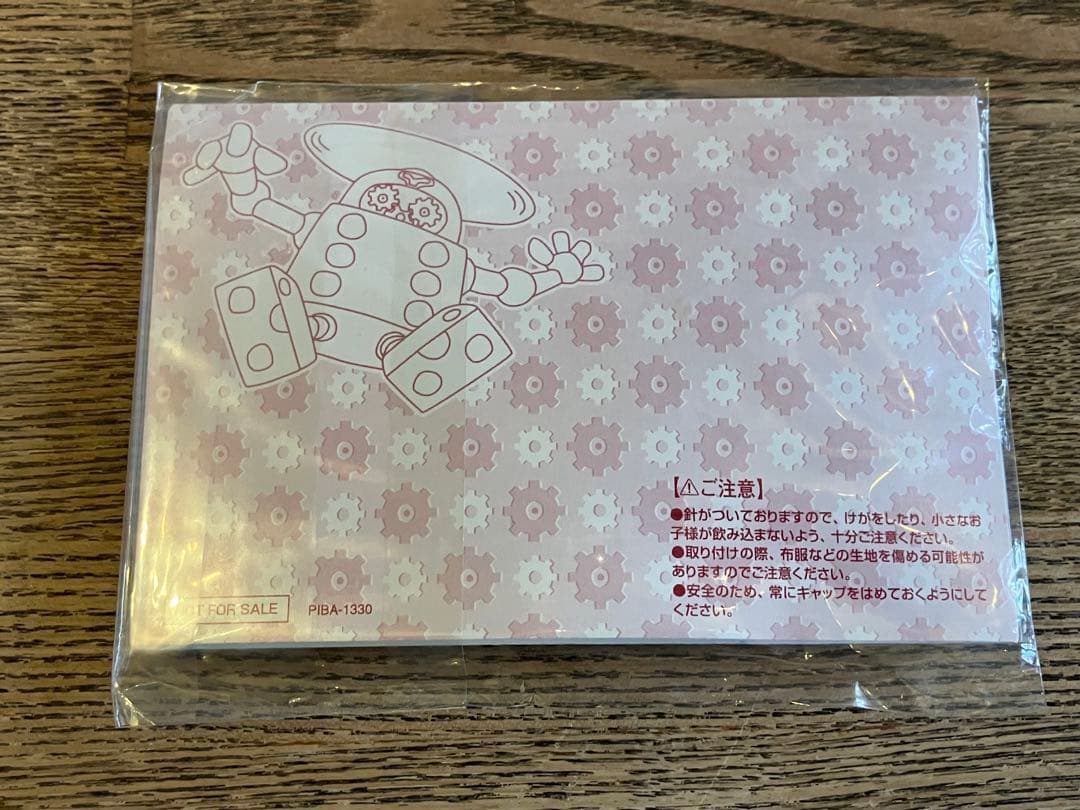 【⚠ご注意】
●針がついておりますので、けがをしたり、小さなお
子様が飲み込まないよう、十分ご注意ください。
●取り付けの際、布服などの生地を傷める可能性が
ありますのでご注意ください。
●安全のため、常にキャップをはめておくようにして
ください。
NOT FOR SALE PIBA-1330